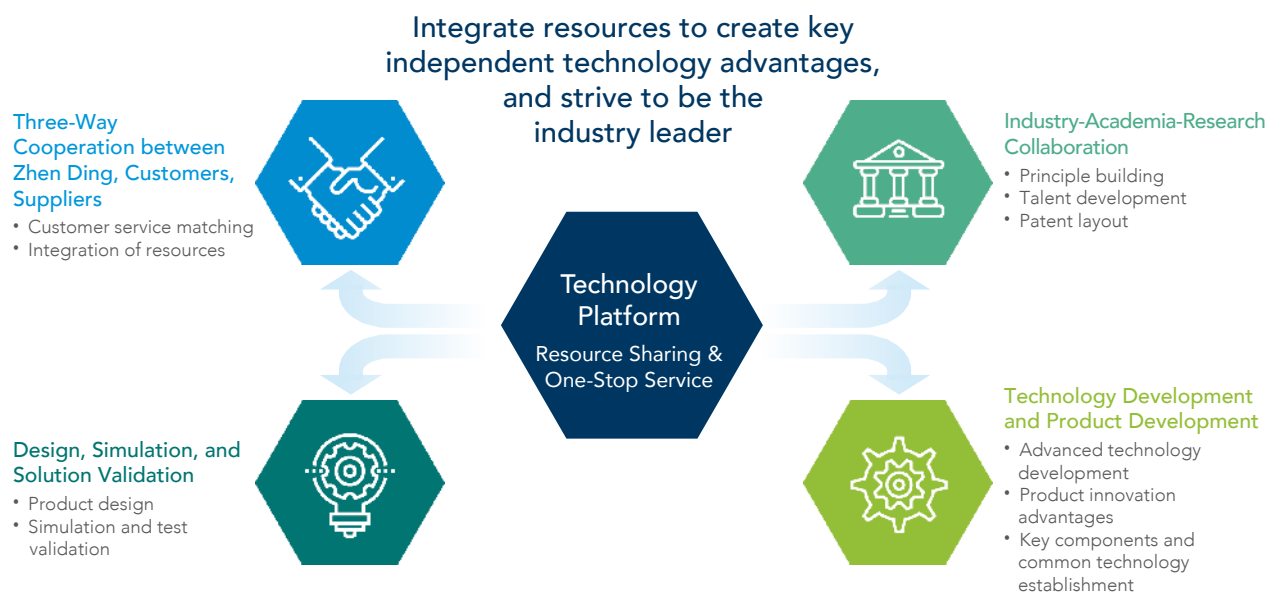 Integrate resources to create key
independent technology advantages,
and strive to be the
industry leader
Three-Way
Cooperation between
Zhen Ding, Customers,
Suppliers
• Customer service matching
• Integration of resources
Industry-Academia-Research
Collaboration
• Principle building
• Talent development
• Patent layout
Technology
Platform
Resource Sharing &
One-Stop Service
Design, Simulation, and
Solution Validation
• Product design
• Simulation and test
validation
Technology Development
and Product Development
• Advanced technology
development
• Product innovation
advantages
• Key components and
common technology
establishment